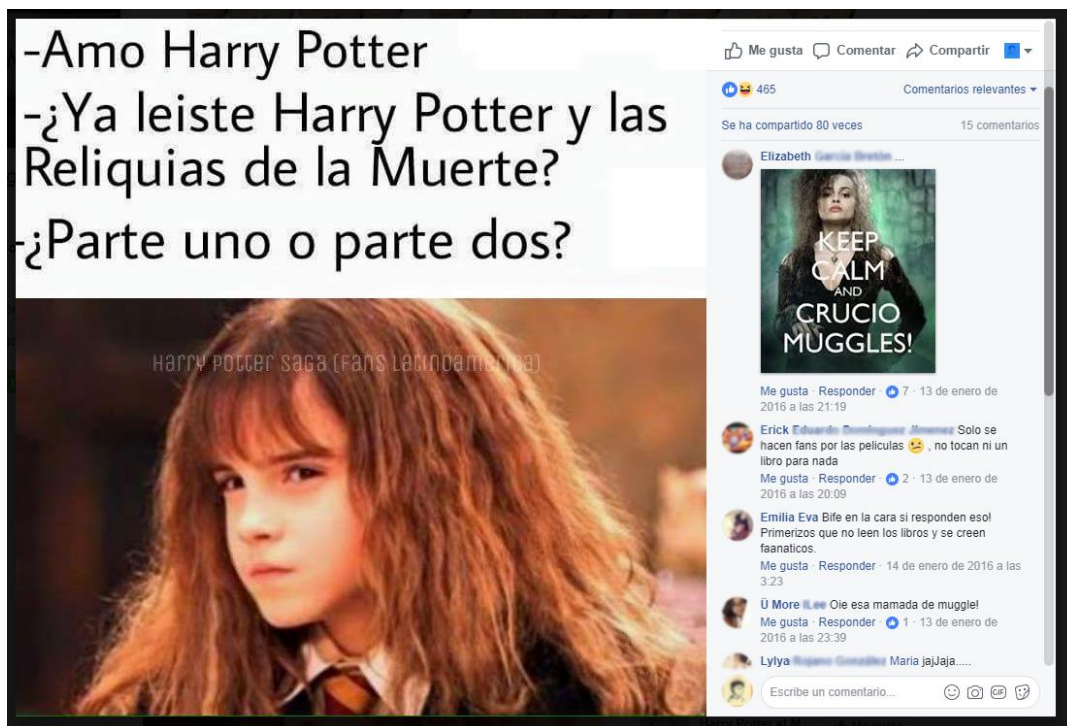 -Amo Harry Potter
-¿Ya leiste Harry Potter y las
Reliquias de la Muerte?
-¿Parte uno o parte dos?
Harry Potter Saga (Fans Latinoamerica)
Me gusta Comentar Compartir
465 Comentarios relevantes
Se ha compartido 80 veces 15 comentarios
Elizabeth ...
KEEP
CALM
AND
CRUCIO
MUGGLES!
Me gusta · Responder · 7 · 13 de enero de
2016 a las 21:19
Erick Solo se
hacen fans por las peliculas , no tocan ni un
libro para nada
Me gusta · Responder · 2 · 13 de enero de
2016 a las 20:09
Emilia Eva Bife en la cara si responden eso!
Primerizos que no leen los libros y se creen
faanaticos.
Me gusta · Responder · 14 de enero de 2016 a las
3:23
Ü More Oie esa mamada de muggle!
Me gusta · Responder · 1 · 13 de enero de
2016 a las 23:39
Lylya Maria jajJaja.....
Escribe un comentario...
GIF